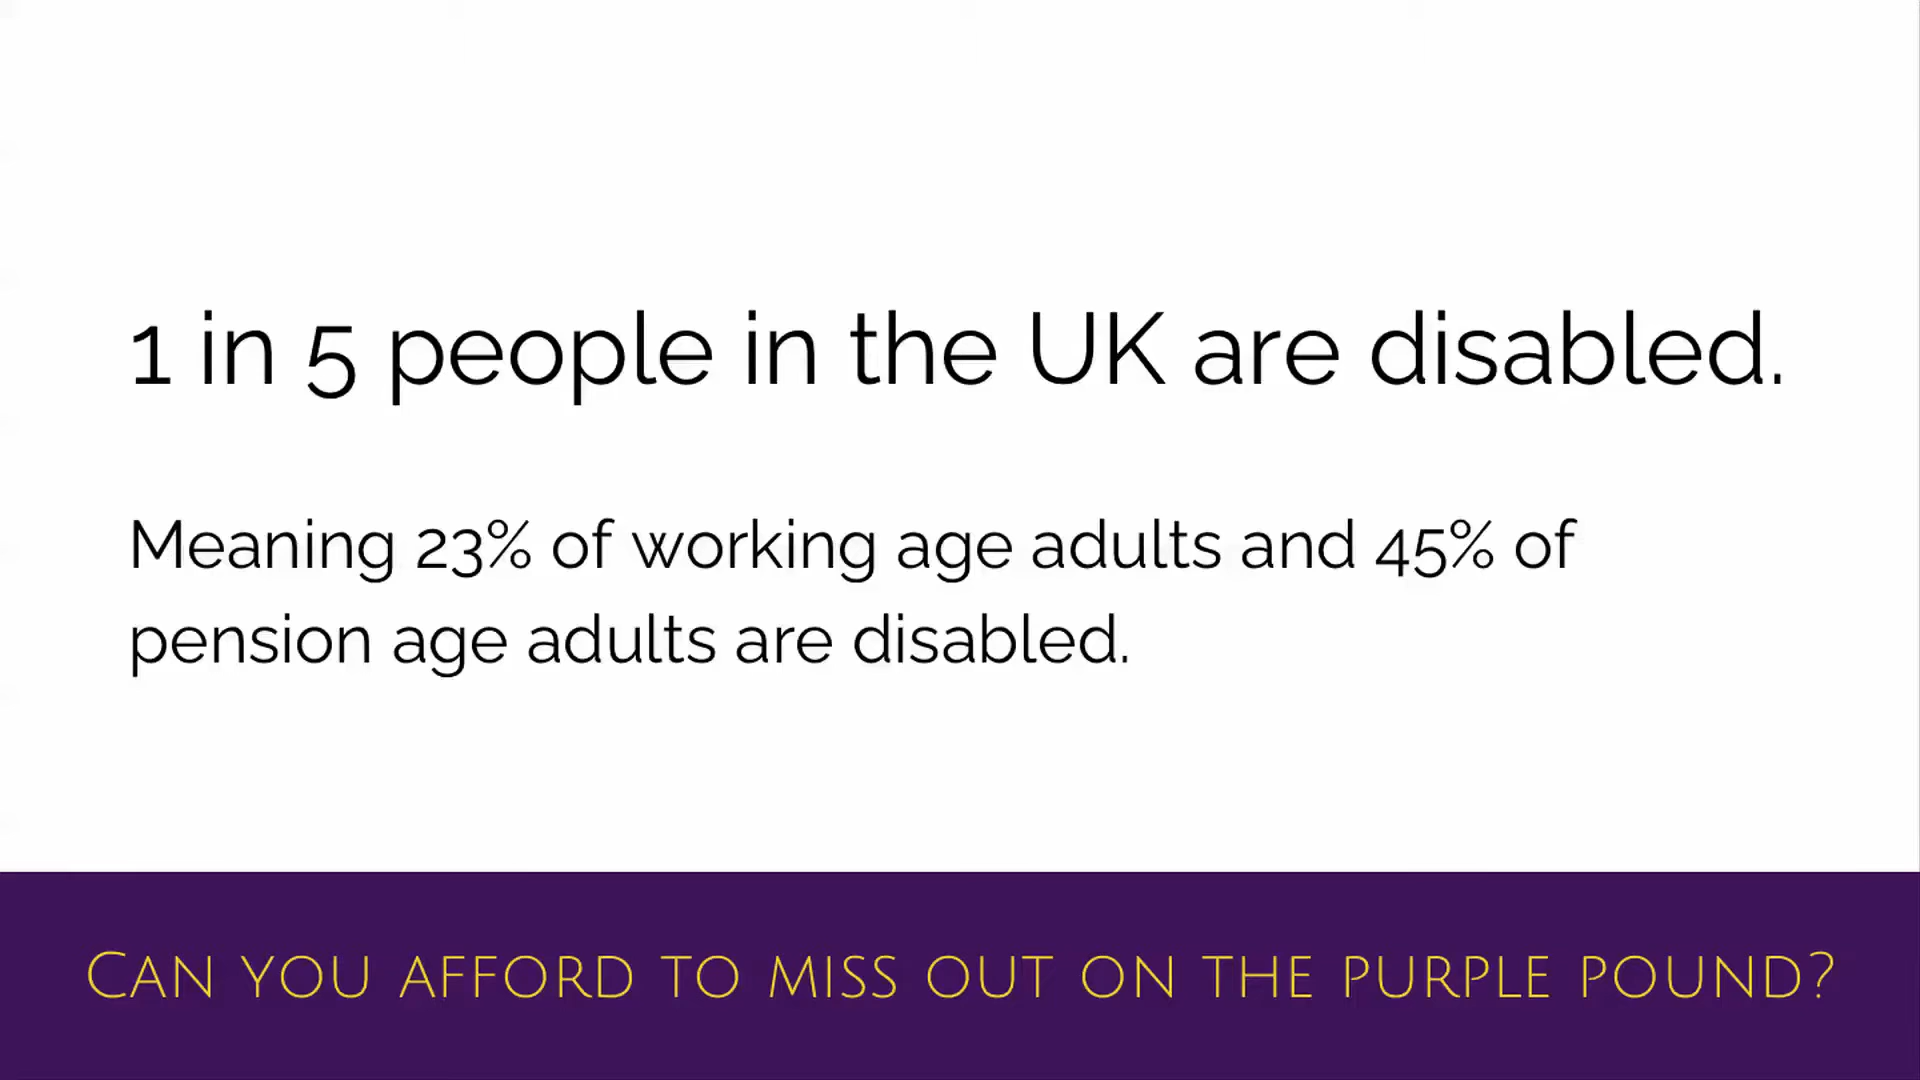 1 in 5 people in the UK are disabled.
Meaning 23% of working age adults and 45% of
pension age adults are disabled.
Can you afford to miss out on the purple pound?